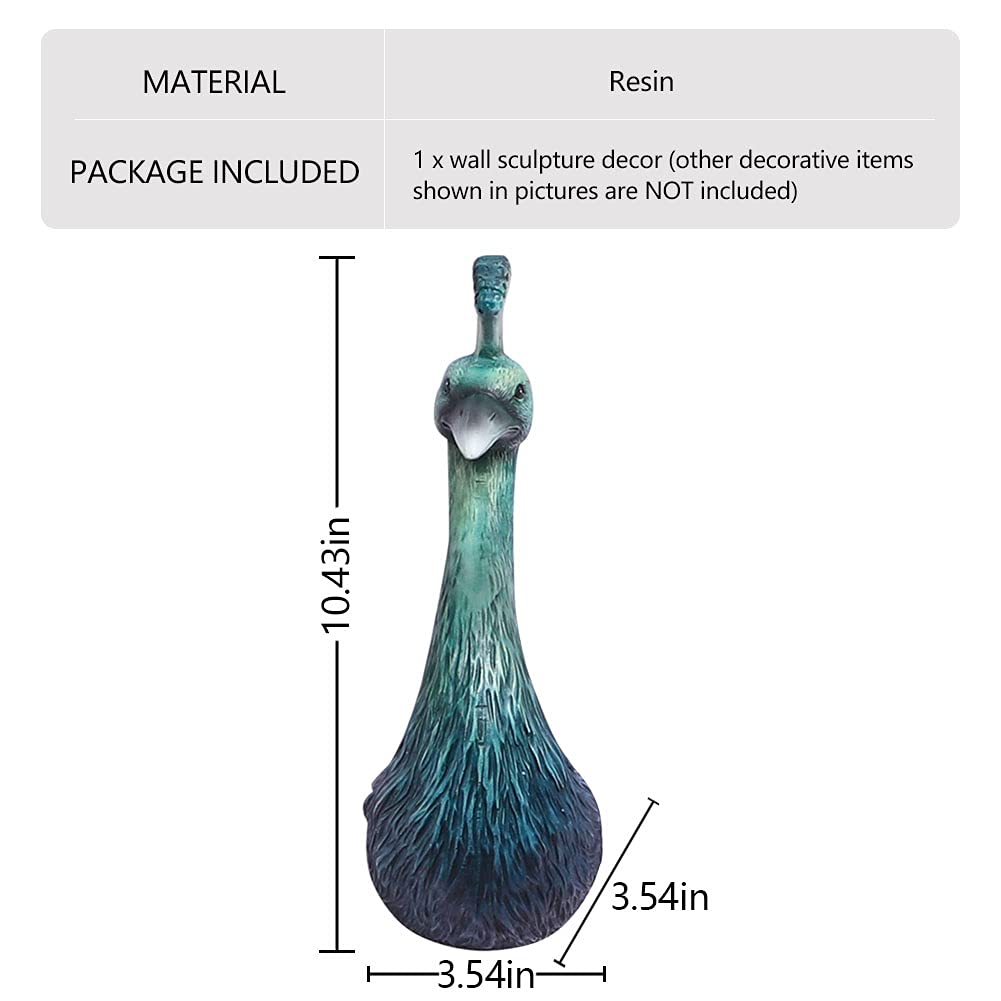 MATERIAL
Resin
PACKAGE INCLUDED
1 x wall sculpture decor (other decorative items
shown in pictures are NOT included)
10.43in
3.54in
3.54in